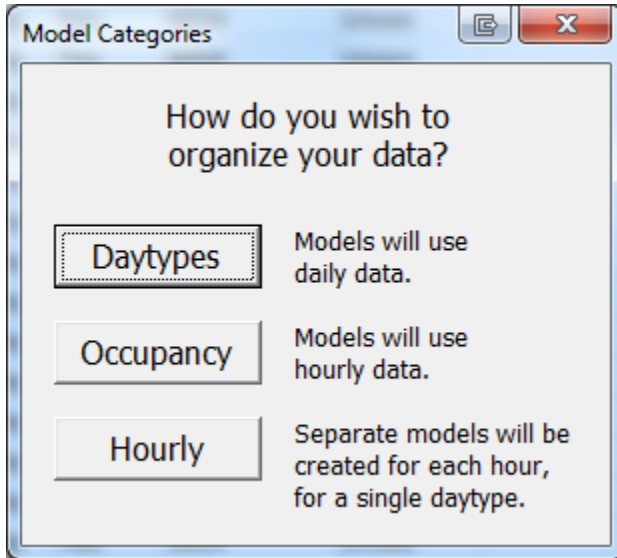 Model Categories
How do you wish to
organize your data?
Daytypes
Models will use
daily data.
Occupancy
Models will use
hourly data.
Hourly
Separate models will be
created for each hour,
for a single daytype.